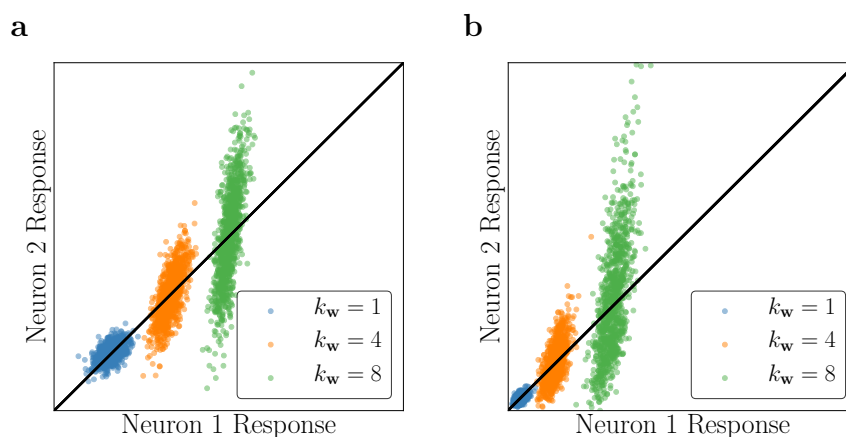 a
Neuron 2 Response
k_w = 1
k_w = 4
k_w = 8
Neuron 1 Response
b
Neuron 2 Response
k_w = 1
k_w = 4
k_w = 8
Neuron 1 Response